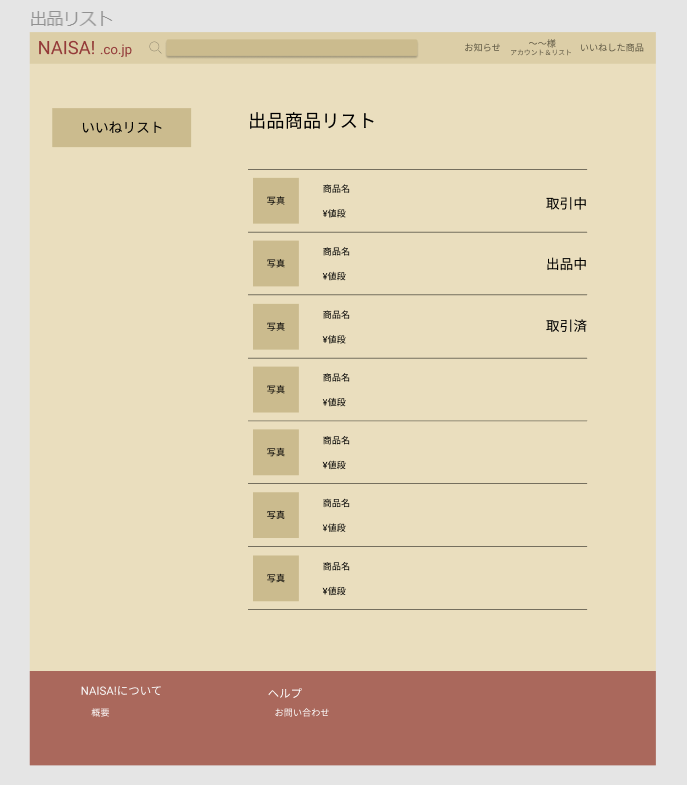 出品リスト
NAISA! .co.jp
お知らせ
〜〜様
アカウント＆リスト
いいねした商品
いいねリスト
出品商品リスト
写真
商品名
¥値段
取引中
写真
商品名
¥値段
出品中
写真
商品名
¥値段
取引済
写真
商品名
¥値段
写真
商品名
¥値段
写真
商品名
¥値段
写真
商品名
¥値段
NAISA!について
概要
ヘルプ
お問い合わせ